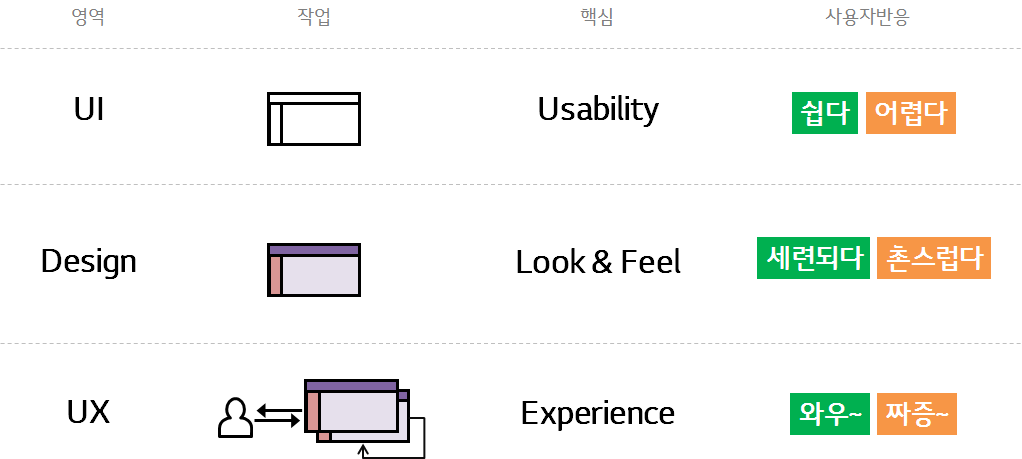 영역 작업 핵심 사용자반응
UI Usability 쉽다 어렵다
Design Look & Feel 세련되다 촌스럽다
UX Experience 와우~ 짜증~